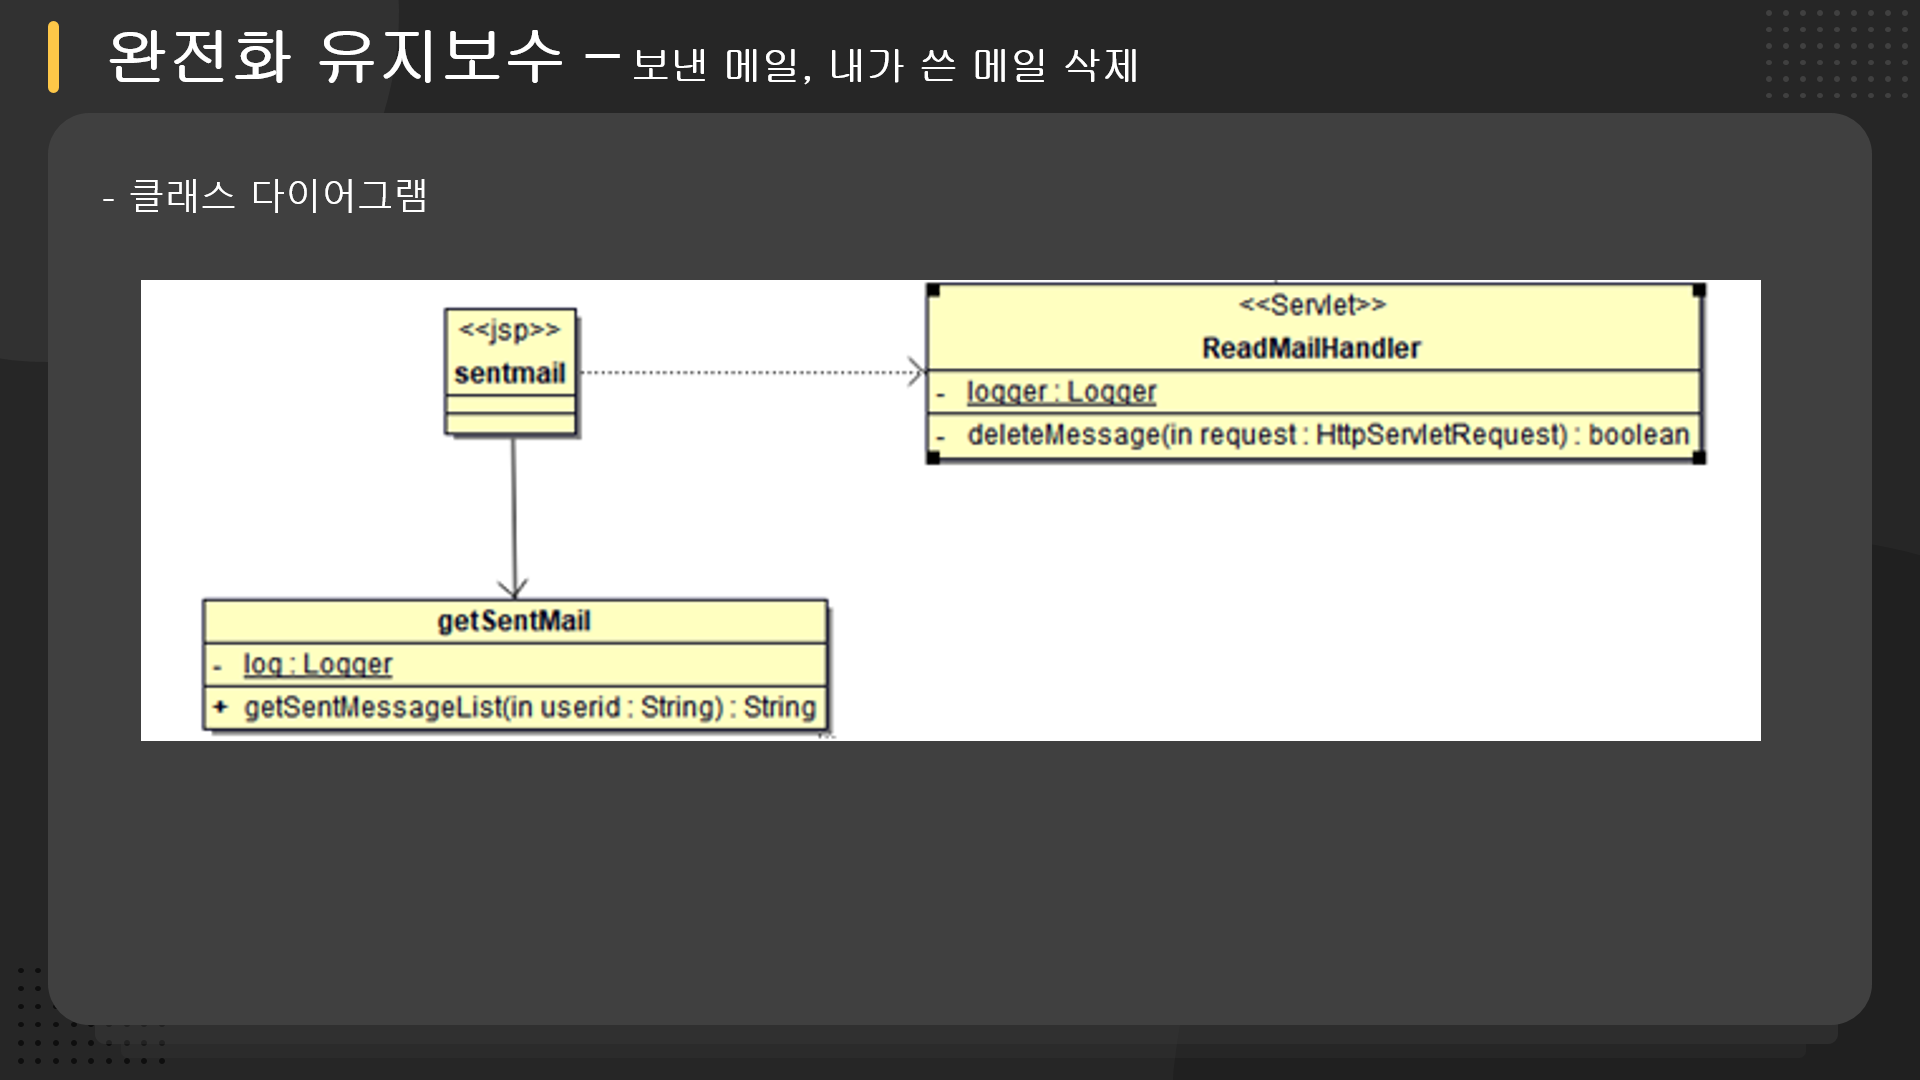 완전화 유지보수 – 보낸 메일, 내가 쓴 메일 삭제
- 클래스 다이어그램
<<jsp>>
sentmail
<<Servlet>>
ReadMailHandler
- logger : Logger
- deleteMessage(in request : HttpServletRequest) : boolean
getSentMail
- log : Logger
+ getSentMessageList(in userid : String) : String